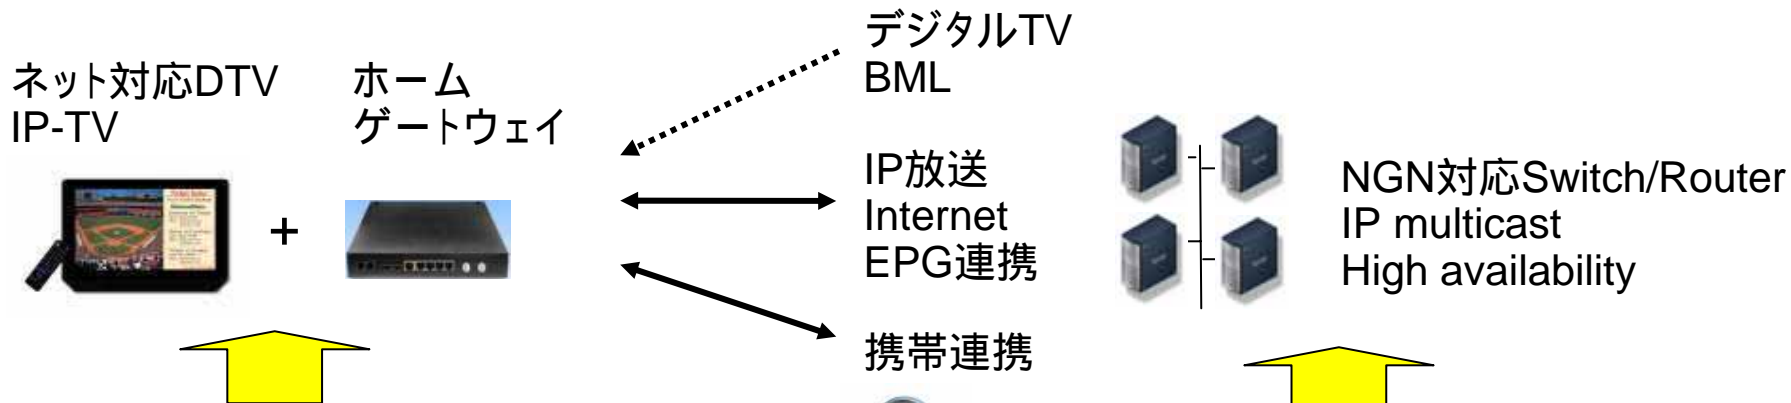 ネット対応DTV
IP-TV
ホーム
ゲートウェイ
+
デジタルTV
BML
IP放送
Internet
EPG連携
携帯連携
NGN対応Switch/Router
IP multicast
High availability